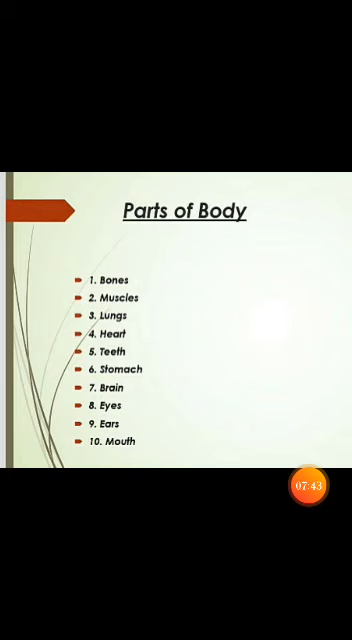 Parts of Body
1. Bones
2. Muscles
3. Lungs
4. Heart
5. Teeth
6. Stomach
7. Brain
8. Eyes
9. Ears
10. Mouth
07:43